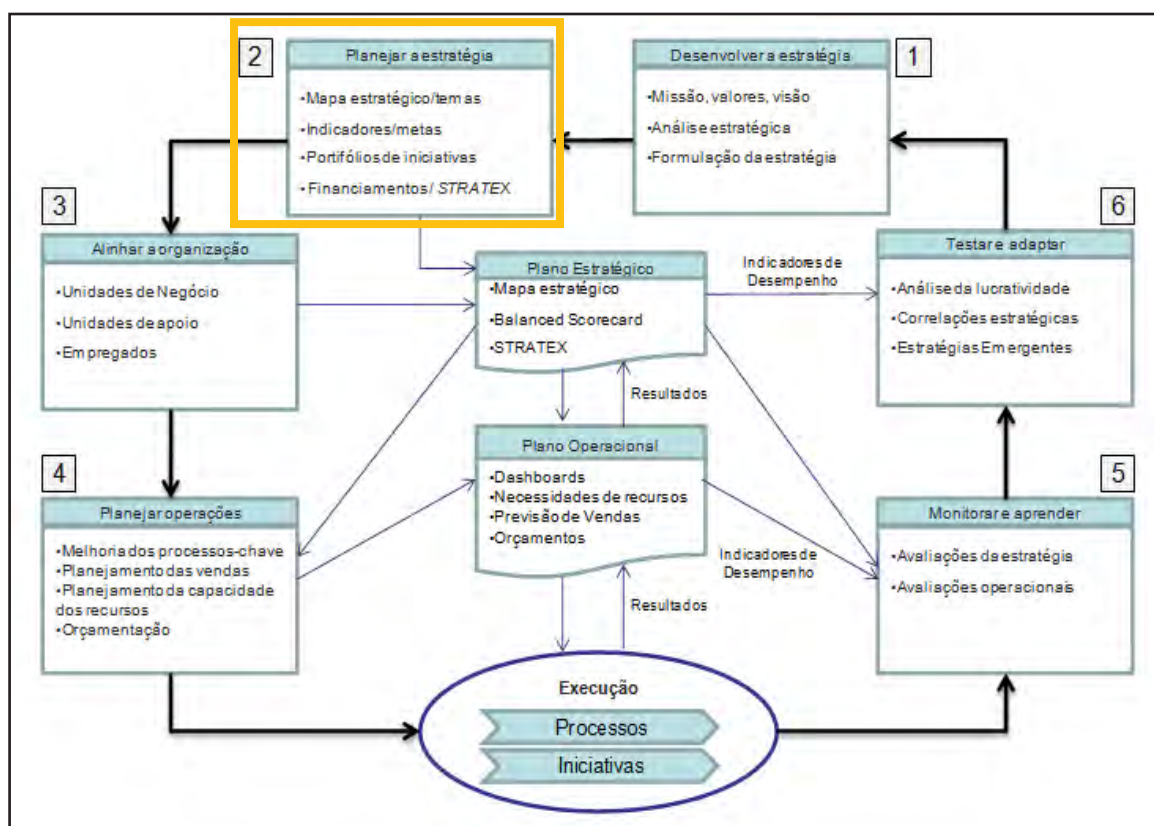 2
Planejar a estratégia
•Mapa estratégico/temas
•Indicadores/metas
•Portifólios de iniciativas
•Financiamentos / STRATEX
Desenvolver a estratégia
1
•Missão, valores, visão
•Análise estratégica
•Formulação da estratégia
3
Alinhar a organização
•Unidades de Negócio
•Unidades de apoio
•Empregados
Plano Estratégico
•Mapa estratégico
•Balanced Scorecard
•STRATEX
Indicadores de
Desempenho
6
Testar e adaptar
•Análise da lucratividade
•Correlações estratégicas
•Estratégias Emergentes
Resultados
4
Planejar operações
•Melhoria dos processos-chave
•Planejamento das vendas
•Planejamento da capacidade
dos recursos
•Orçamentação
Plano Operacional
•Dashboards
•Necessidades de recursos
•Previsão de Vendas
•Orçamentos
Indicadores de
Desempenho
5
Monitorar e aprender
•Avaliações da estratégia
•Avaliações operacionais
Resultados
Execução
Processos
Iniciativas